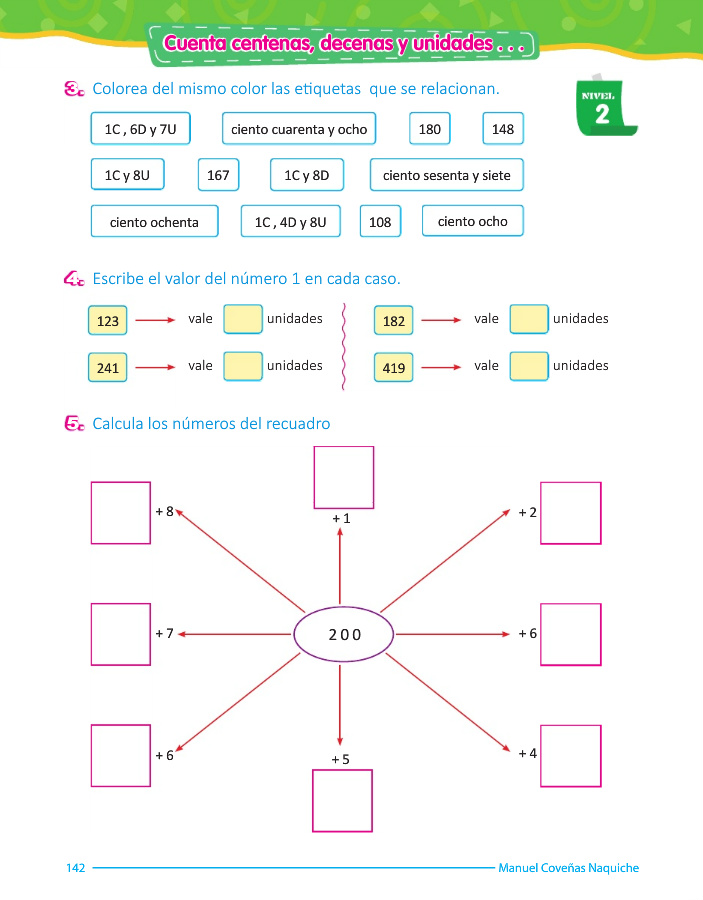 Cuenta centenas, decenas y unidades . . .
3. Colorea del mismo color las etiquetas que se relacionan.
NIVEL
2
1C , 6D y 7U ciento cuarenta y ocho 180 148
1C y 8U 167 1C y 8D ciento sesenta y siete
ciento ochenta 1C , 4D y 8U 108 ciento ocho
4. Escribe el valor del número 1 en cada caso.
123 vale unidades 182 vale unidades
241 vale unidades 419 vale unidades
5. Calcula los números del recuadro
+ 8 + 1 + 2
+ 7 2 0 0 + 6
+ 6 + 5 + 4
142 Manuel Coveñas Naquiche